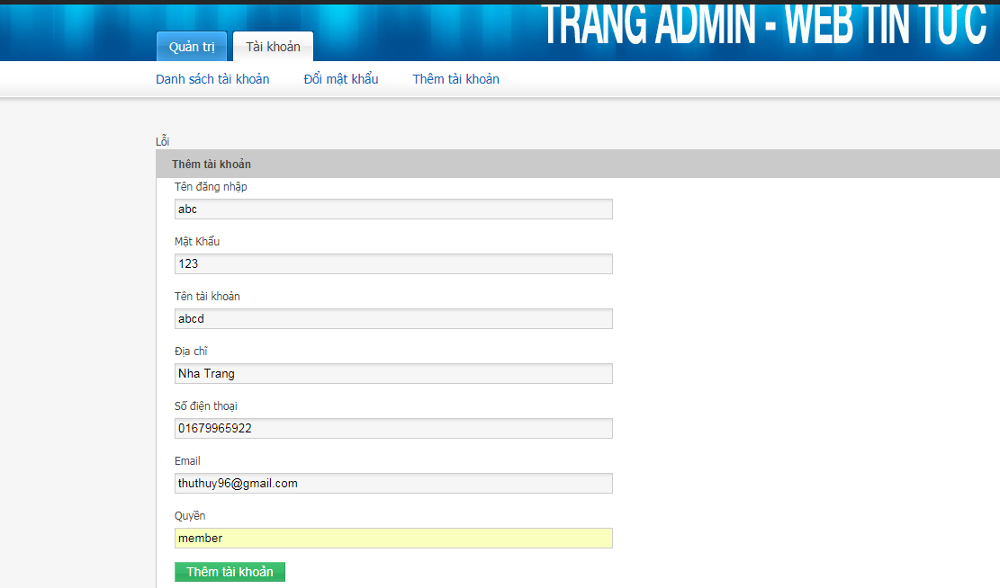 TRANG ADMIN - WEB TIN TỨC
Quản trị
Tài khoản
Danh sách tài khoản
Đổi mật khẩu
Thêm tài khoản
Lỗi
Thêm tài khoản
Tên đăng nhập
abc
Mật Khẩu
123
Tên tài khoản
abcd
Địa chĩ
Nha Trang
Số điện thoại
01679965922
Email
thuthuy96@gmail.com
Quyền
member
Thêm tài khoản